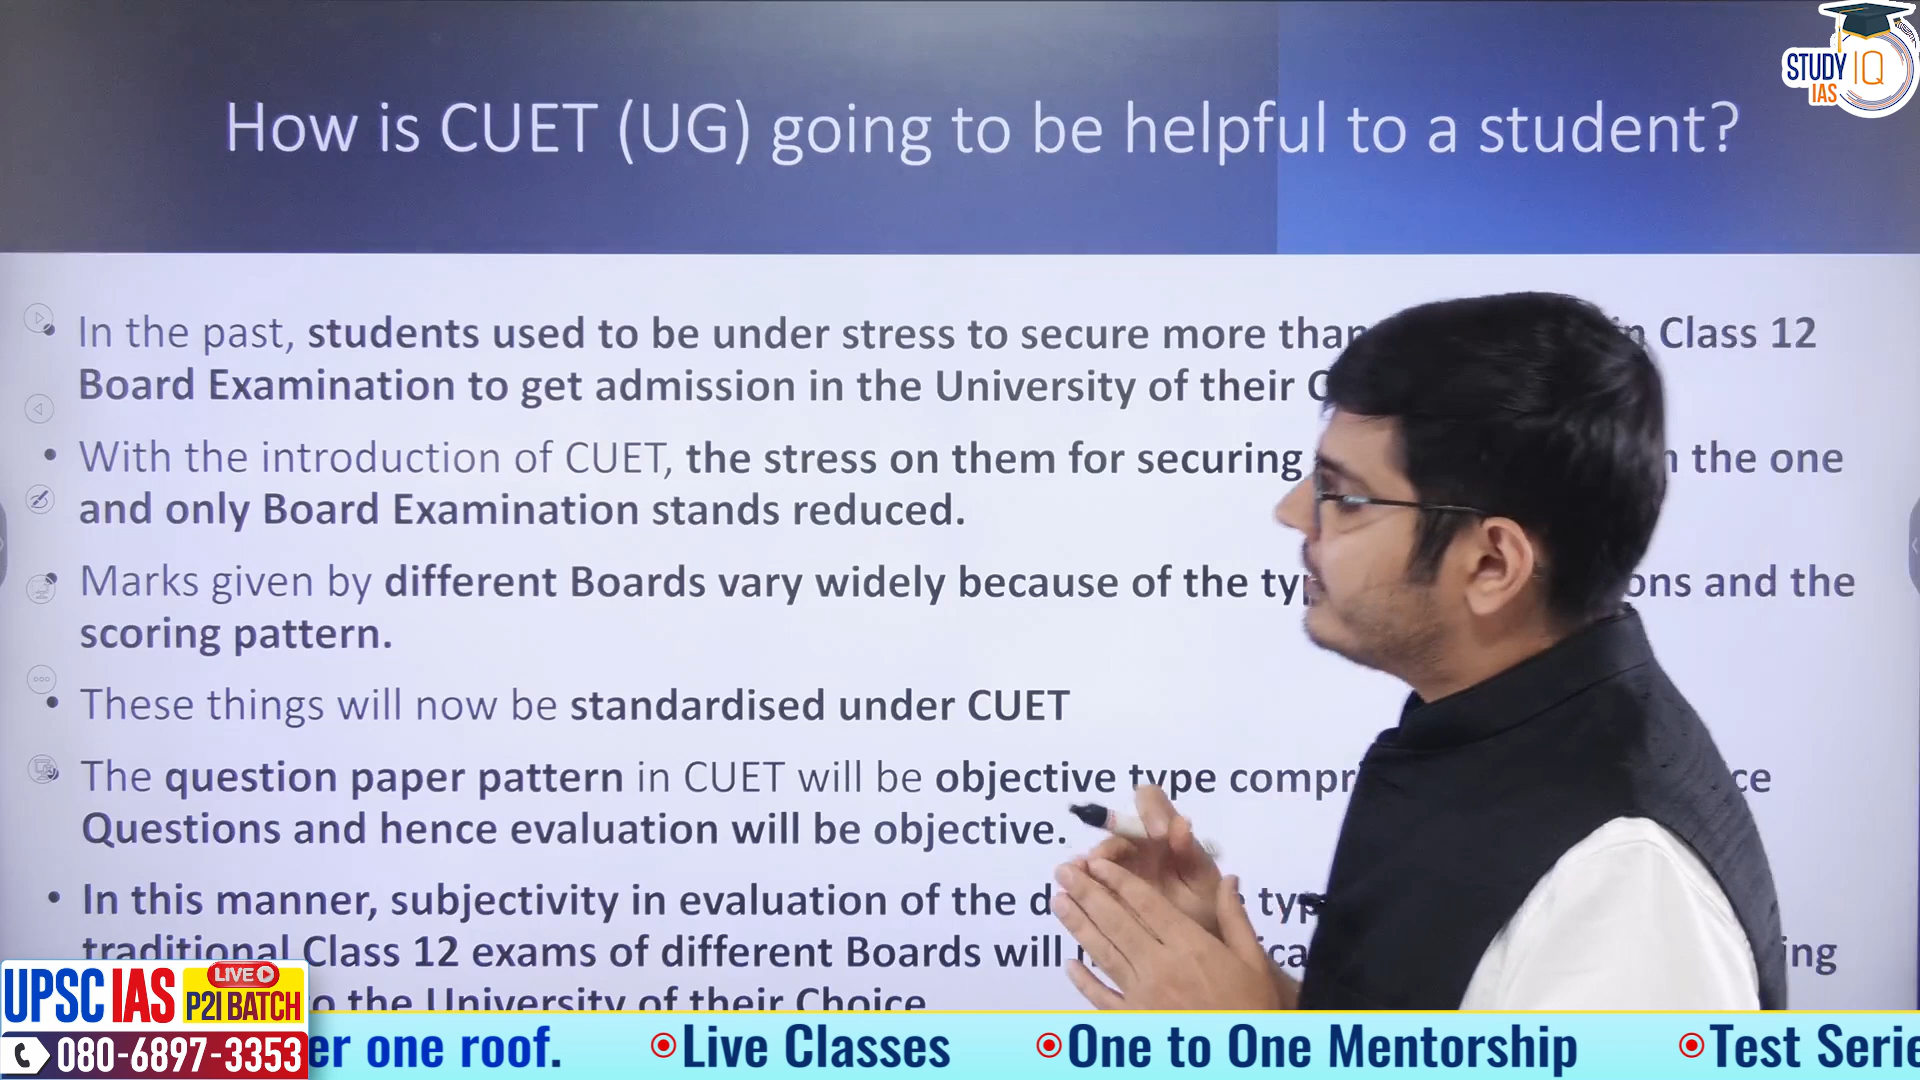 STUDY IQ
IAS
How is CUET (UG) going to be helpful to a student?
• In the past, students used to be under stress to secure more than Class 12
Board Examination to get admission in the University of their
• With the introduction of CUET, the stress on them for securing the one
and only Board Examination stands reduced.
Marks given by different Boards vary widely because of the and the
scoring pattern.
• These things will now be standardised under CUET
The question paper pattern in CUET will be objective type
Questions and hence evaluation will be objective.
• In this manner, subjectivity in evaluation of the
traditional Class 12 exams of different Boards will
to the University of their Choice
UPSC IAS LIVE
P2I BATCH
080-6897-3353
er one roof. Live Classes One to One Mentorship Test Serie